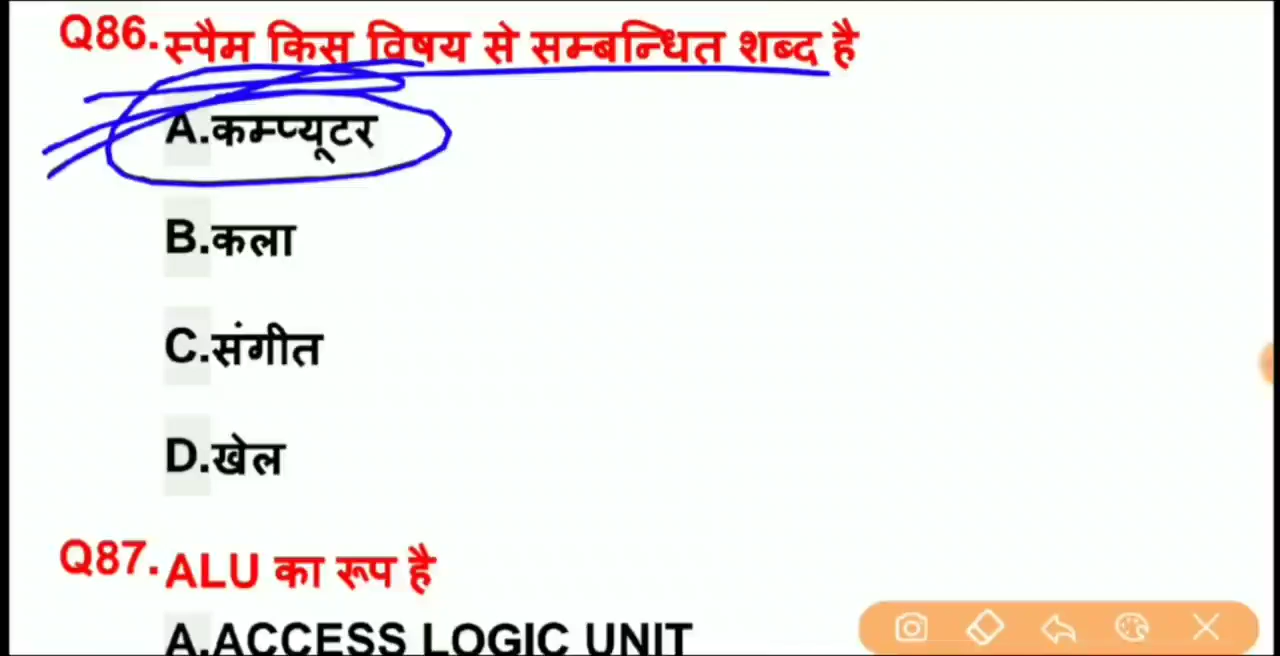 Q86. स्पैम किस विषय से सम्बन्धित शब्द है
A.कम्प्यूटर
B.कला
C.संगीत
D.खेल
Q87. ALU का रूप है
A.ACCESS LOGIC UNIT